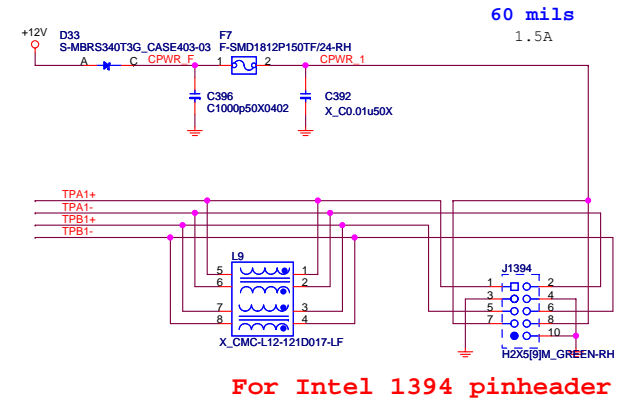 60 mils
1.5A
+12V
D33
S-MBRS340T3G_CASE403-03
F7
F-SMD1812P150TF/24-RH
A C CPWR_F 1 2 CPWR_1
C396
C1000p50X0402
C392
X_C0.01u50X
TPA1+
TPA1-
TPB1+
TPB1-
L9
5 1
6 2
7 3
8 4
X_CMC-L12-121D017-LF
J1394
1 2
3 4
5 6
7 8
10
H2X5[9]M_GREEN-RH
For Intel 1394 pinheader